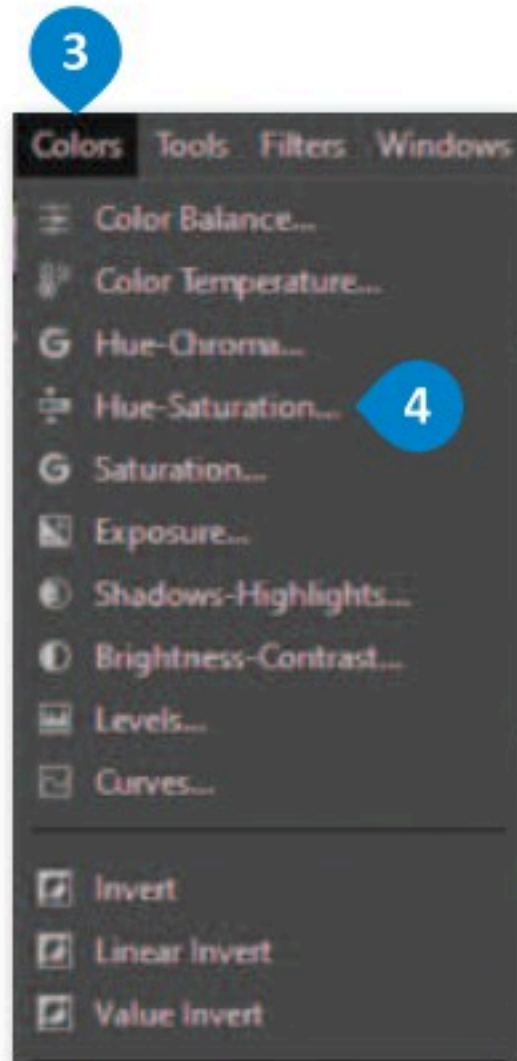 3
Colors Tools Filters Windows
Color Balance...
Color Temperature...
Hue-Chroma...
Hue-Saturation... 4
Saturation...
Exposure...
Shadows-Highlights...
Brightness-Contrast...
Levels...
Curves...
Invert
Linear Invert
Value Invert